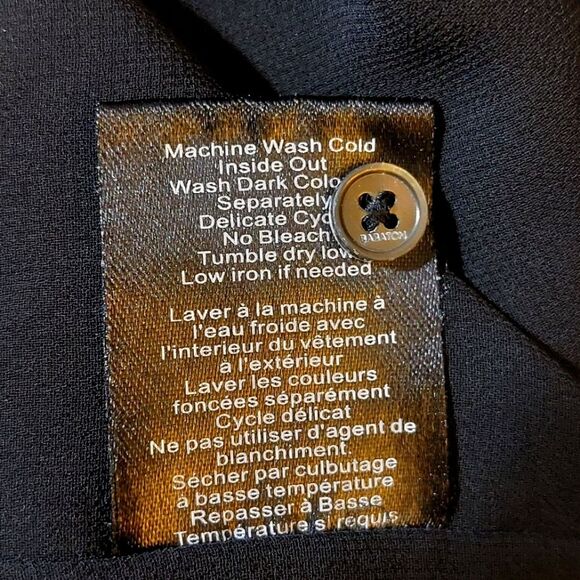 Machine Wash Cold
Inside Out
Wash Dark Colo
Separately
Delicate Cyc
No Bleach
Tumble dry low
Low iron if needed
BABATON
Laver à la machine à
l'eau froide avec
l'interieur du vêtement
a l'extérieur
Laver les couleurs
foncées séparément
Cycle délicat
Ne pas utiliser d'agent de
blanchiment.
Sécher par culbutage
à basse température
Repasser à Basse
Température si requis